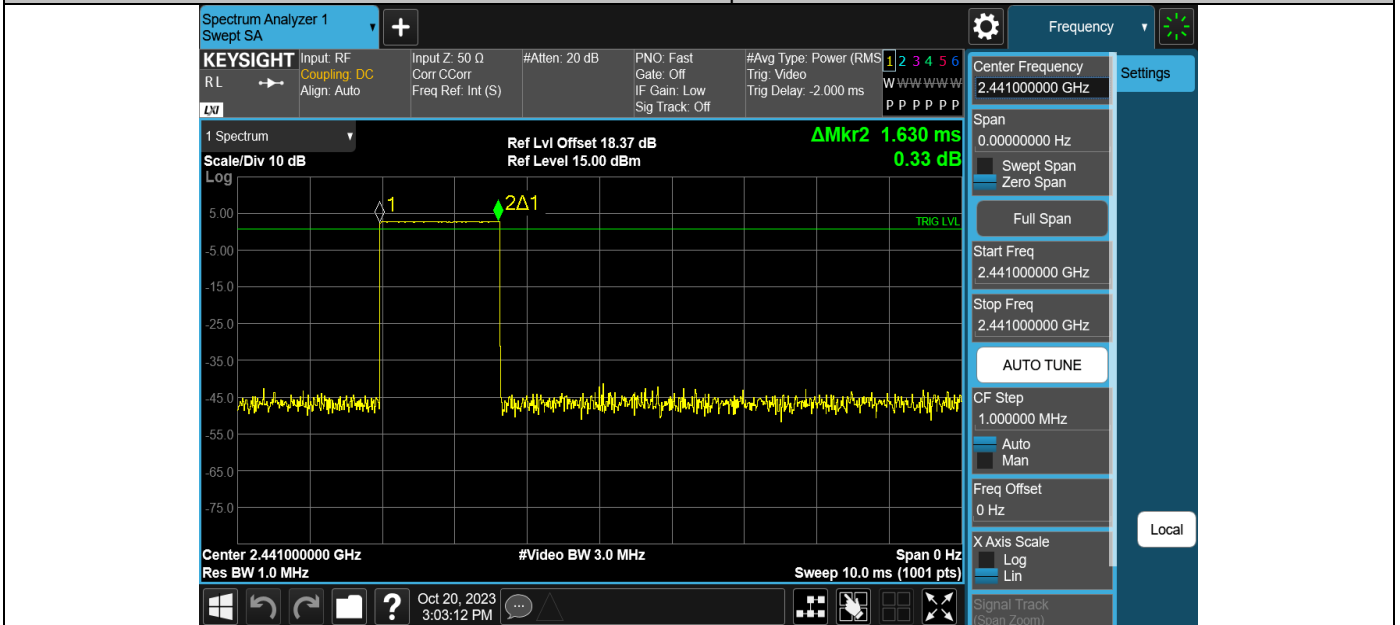 Spectrum Analyzer 1
Swept SA
+
Frequency
KEYSIGHT
RL
LXI
Input: RF
Coupling: DC
Align: Auto
Input Z: 50 Ω
Corr CCorr
Freq Ref: Int (S)
#Atten: 20 dB
PNO: Fast
Gate: Off
IF Gain: Low
Sig Track: Off
#Avg Type: Power (RMS
Trig: Video
Trig Delay: -2.000 ms
1 2 3 4 5 6
W W W W W W
P P P P P P
1 Spectrum
Scale/Div 10 dB
Log
Ref Lvl Offset 18.37 dB
Ref Level 15.00 dBm
ΔMkr2 1.630 ms
0.33 dB
1
2Δ1
TRIG LVL
5.00
-5.00
-15.0
-25.0
-35.0
-45.0
-55.0
-65.0
-75.0
Center 2.441000000 GHz
#Video BW 3.0 MHz
Span 0 Hz
Res BW 1.0 MHz
Sweep 10.0 ms (1001 pts)
Center Frequency
2.441000000 GHz
Settings
Span
0.00000000 Hz
Swept Span
Zero Span
Full Span
Start Freq
2.441000000 GHz
Stop Freq
2.441000000 GHz
AUTO TUNE
CF Step
1.000000 MHz
Auto
Man
Freq Offset
0 Hz
X Axis Scale
Log
Lin
Signal Track
(Span Zoom)
Local
?
Oct 20, 2023
3:03:12 PM